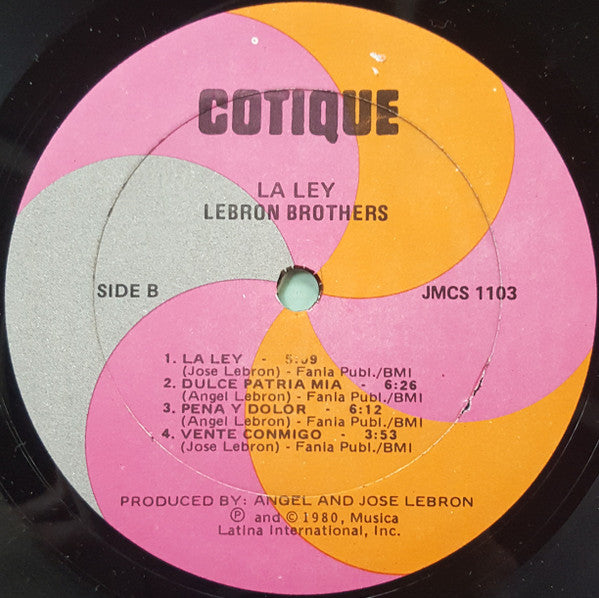 COTIQUE
LA LEY
LEBRON BROTHERS
SIDE B
JMCS 1103
1. LA LEY -
(Jose Lebron) - Fania Publ./BMI
2. DULCE PATRIA MIA - 6:26
(Angel Lebron) - Fania Publ./BMI
3. PENA Y DOLOR - 6:12
(Angel Lebron) - Fania Publ./BMI
4. VENTE CONMIGO - 3:53
(Jose Lebron) - Fania Publ./BMI
PRODUCED BY: ANGEL AND JOSE LEBRON
℗ and © 1980, Musica
Latina International, Inc.